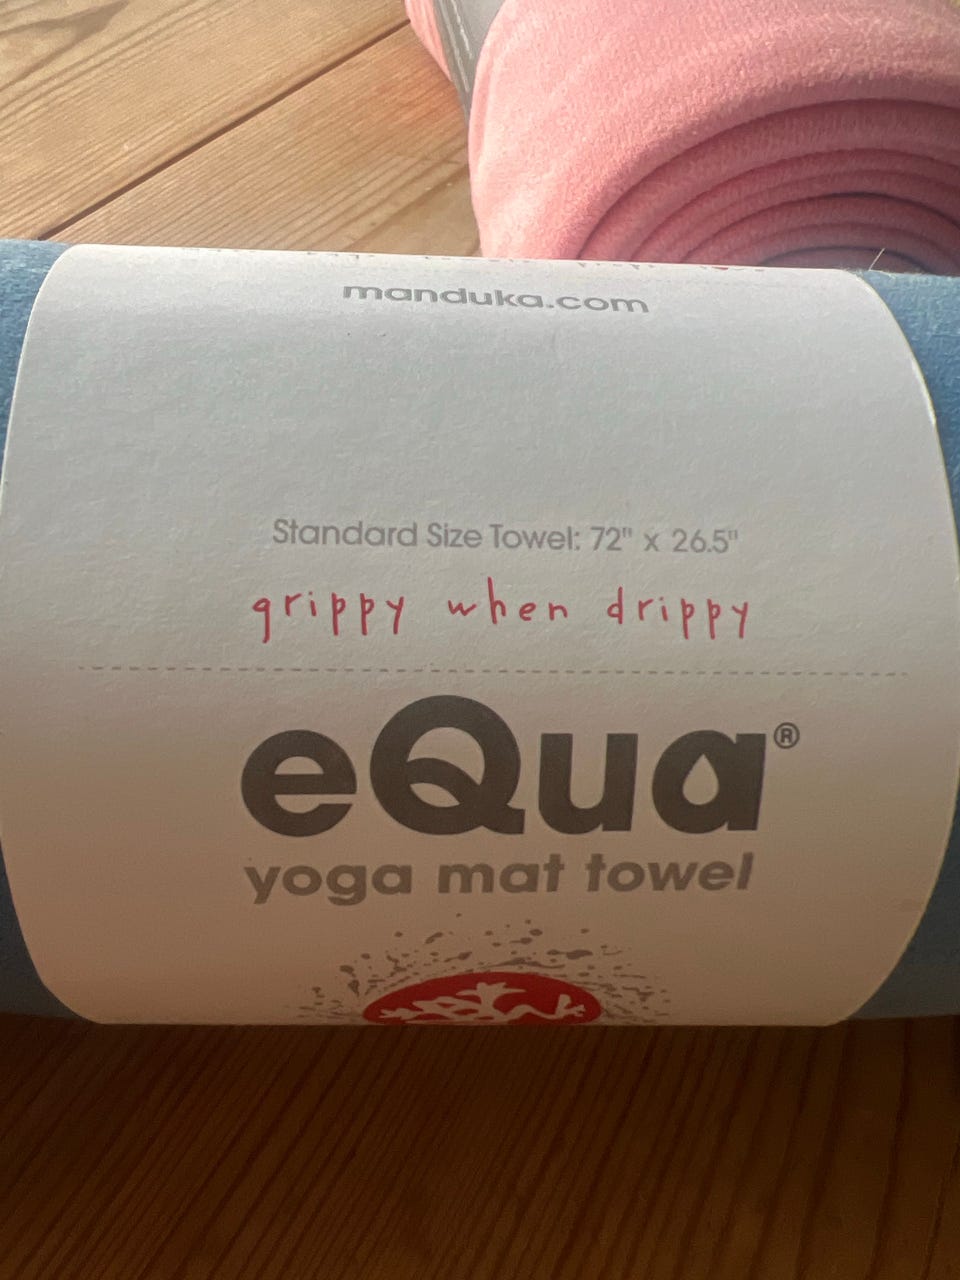 manduka.com
Standard Size Towel: 72" x 26.5"
grippy when drippy
eQua®
yoga mat towel